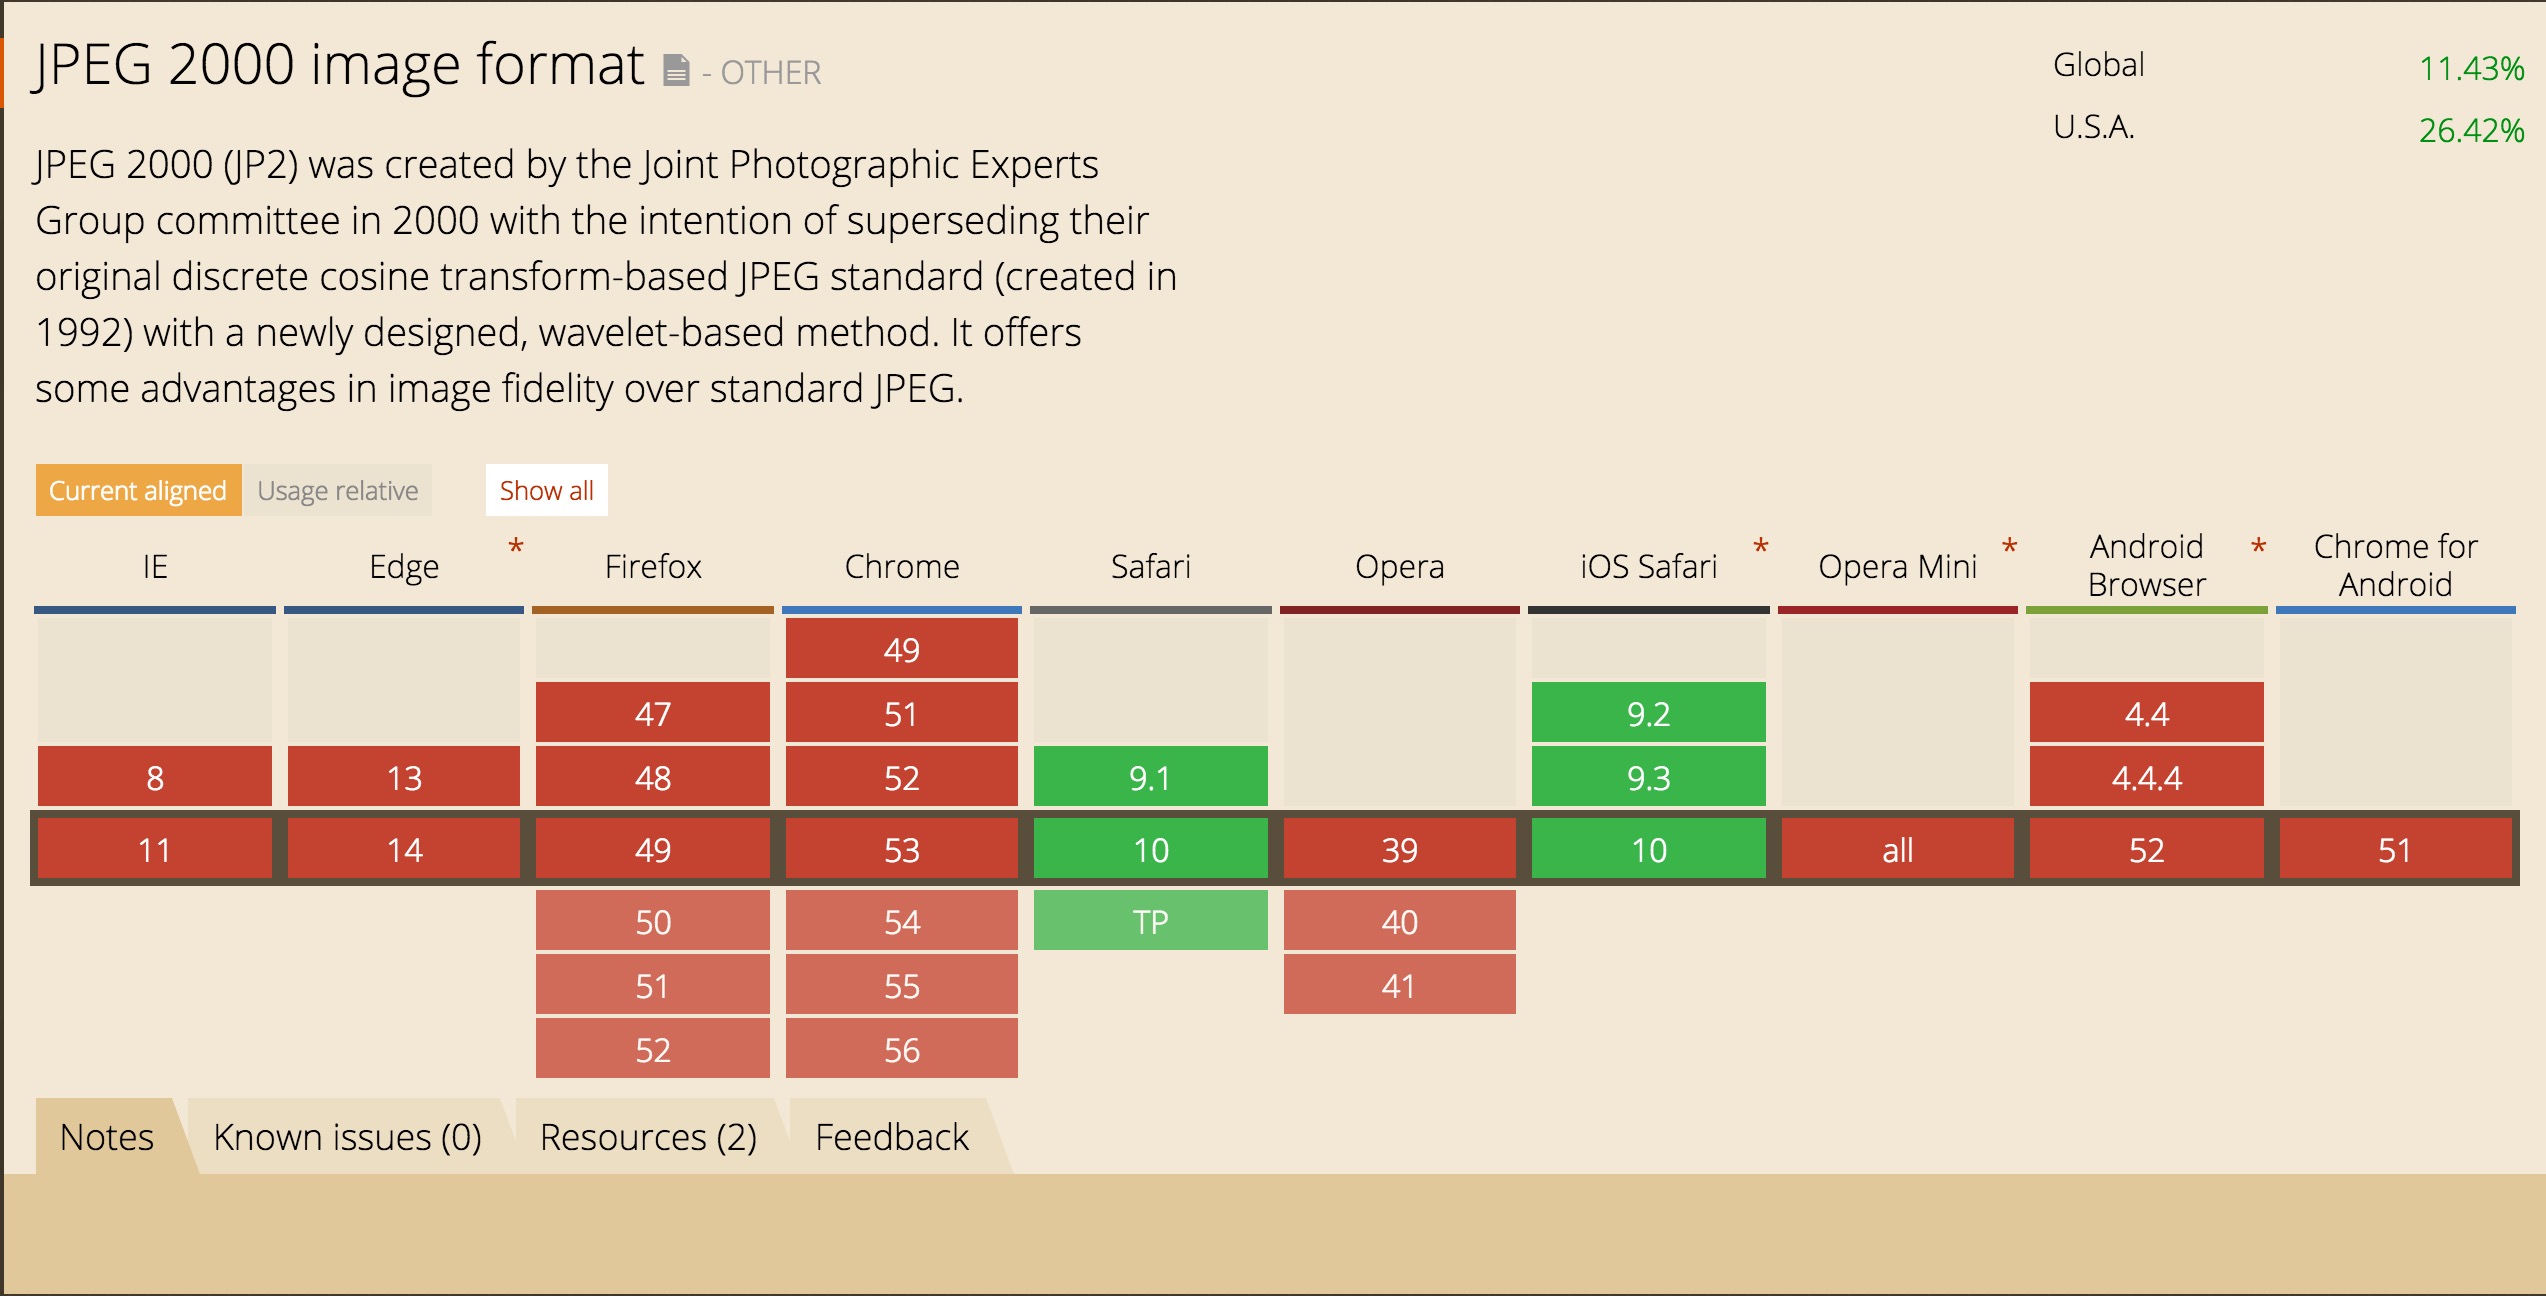 JPEG 2000 image format - OTHER
Global 11.43%
U.S.A. 26.42%
JPEG 2000 (JP2) was created by the Joint Photographic Experts
Group committee in 2000 with the intention of superseding their
original discrete cosine transform-based JPEG standard (created in
1992) with a newly designed, wavelet-based method. It offers
some advantages in image fidelity over standard JPEG.
Current aligned Usage relative Show all
IE Edge * Firefox Chrome Safari Opera iOS Safari * Opera Mini * Android Browser * Chrome for Android
49
47 51 9.2 4.4
8 13 48 52 9.1 9.3 4.4.4
11 14 49 53 10 39 10 all 52 51
50 54 TP 40
51 55 41
52 56
Notes Known issues (0) Resources (2) Feedback